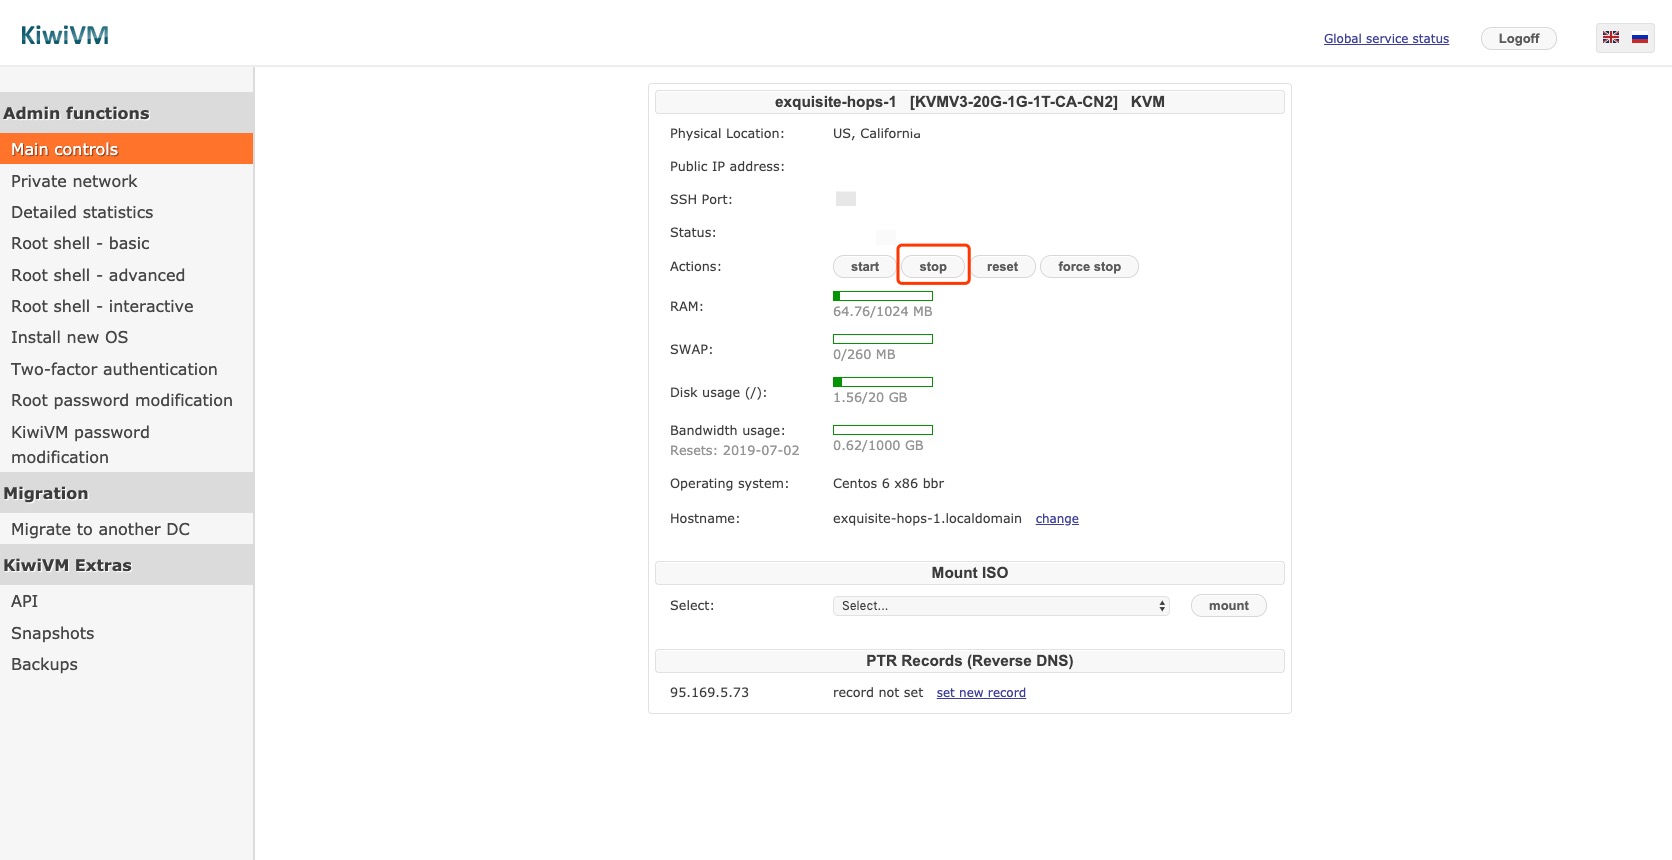 KiwiVM
Global service status
Logoff
Admin functions
Main controls
Private network
Detailed statistics
Root shell - basic
Root shell - advanced
Root shell - interactive
Install new OS
Two-factor authentication
Root password modification
KiwiVM password
modification
Migration
Migrate to another DC
KiwiVM Extras
API
Snapshots
Backups
exquisite-hops-1 [KVMV3-20G-1G-1T-CA-CN2] KVM
Physical Location: US, California
Public IP address:
SSH Port:
Status:
Actions: start stop reset force stop
RAM:
64.76/1024 MB
SWAP:
0/260 MB
Disk usage (/):
1.56/20 GB
Bandwidth usage:
Resets: 2019-07-02 0.62/1000 GB
Operating system: Centos 6 x86 bbr
Hostname: exquisite-hops-1.localdomain change
Mount ISO
Select: Select... mount
PTR Records (Reverse DNS)
95.169.5.73 record not set set new record